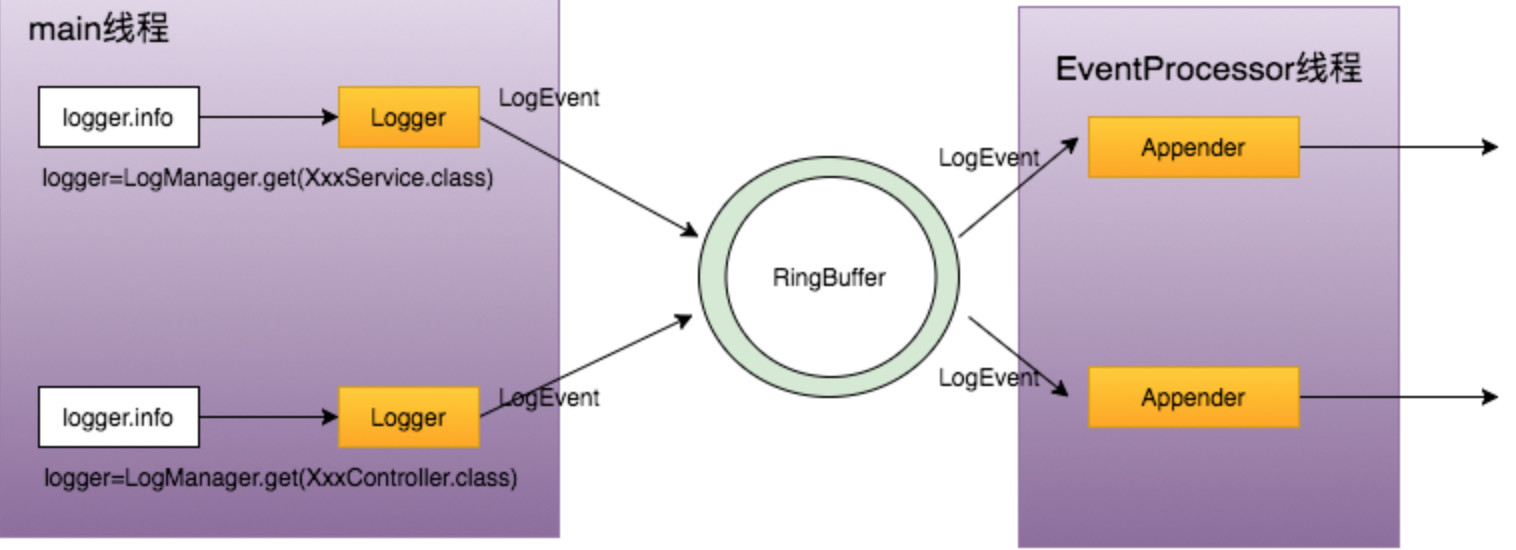 main线程
logger.info
Logger
LogEvent
logger=LogManager.get(XxxService.class)
logger.info
Logger
LogEvent
logger=LogManager.get(XxxController.class)
RingBuffer
EventProcessor线程
LogEvent
Appender
LogEvent
Appender